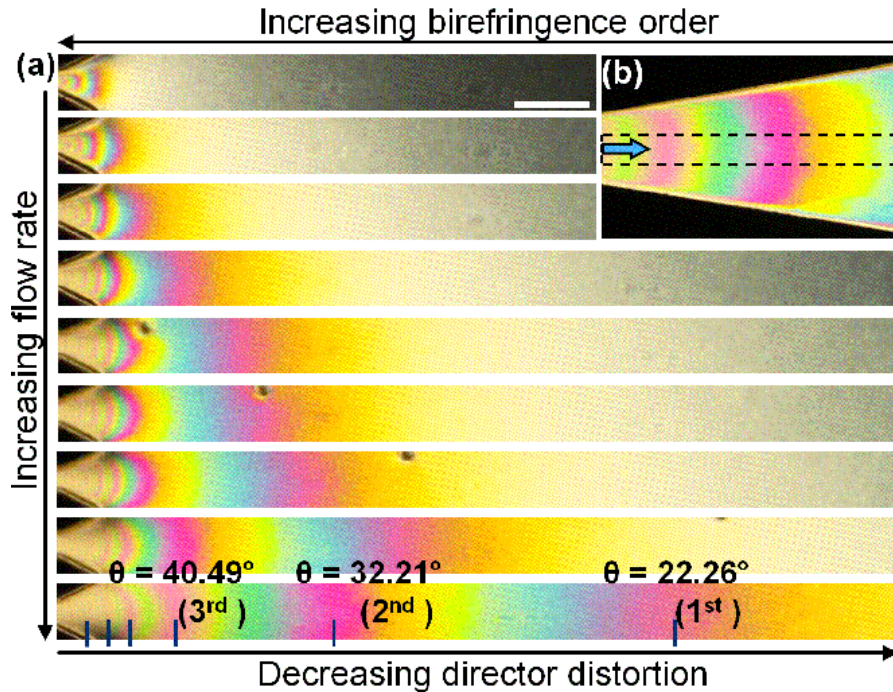 Increasing birefringence order
(a)
(b)
Increasing flow rate
θ = 40.49° θ = 32.21° θ = 22.26°
(3rd ) (2nd ) (1st )
Decreasing director distortion